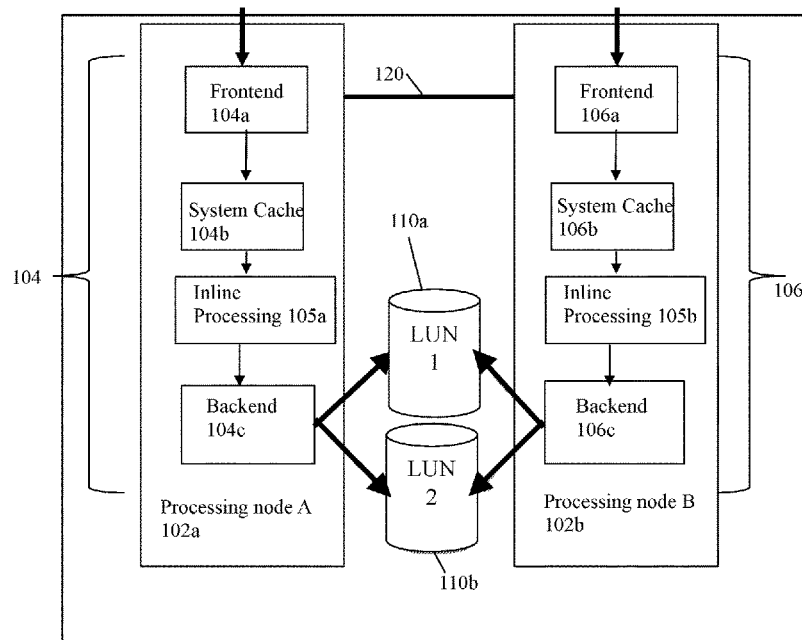 120
Frontend
104a
Frontend
106a
System Cache
104b
System Cache
106b
110a
104
106
Inline
Processing 105a
Inline
Processing 105b
LUN
1
Backend
104c
Backend
106c
LUN
2
Processing node A
102a
Processing node B
102b
110b